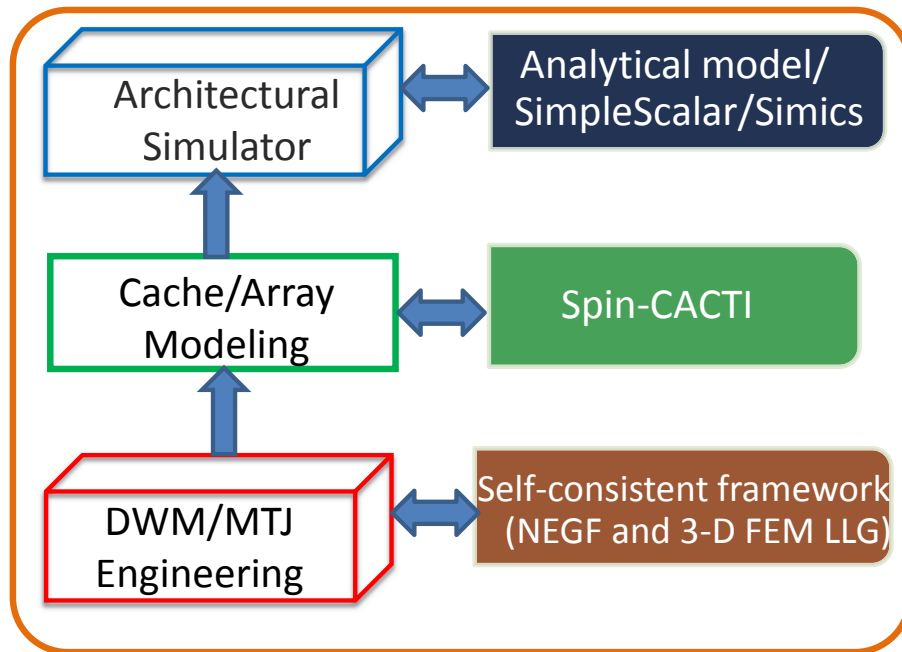 Architectural
Simulator
Analytical model/
SimpleScalar/Simics
Cache/Array
Modeling
Spin-CACTI
DWM/MTJ
Engineering
Self-consistent framework
(NEGF and 3-D FEM LLG)